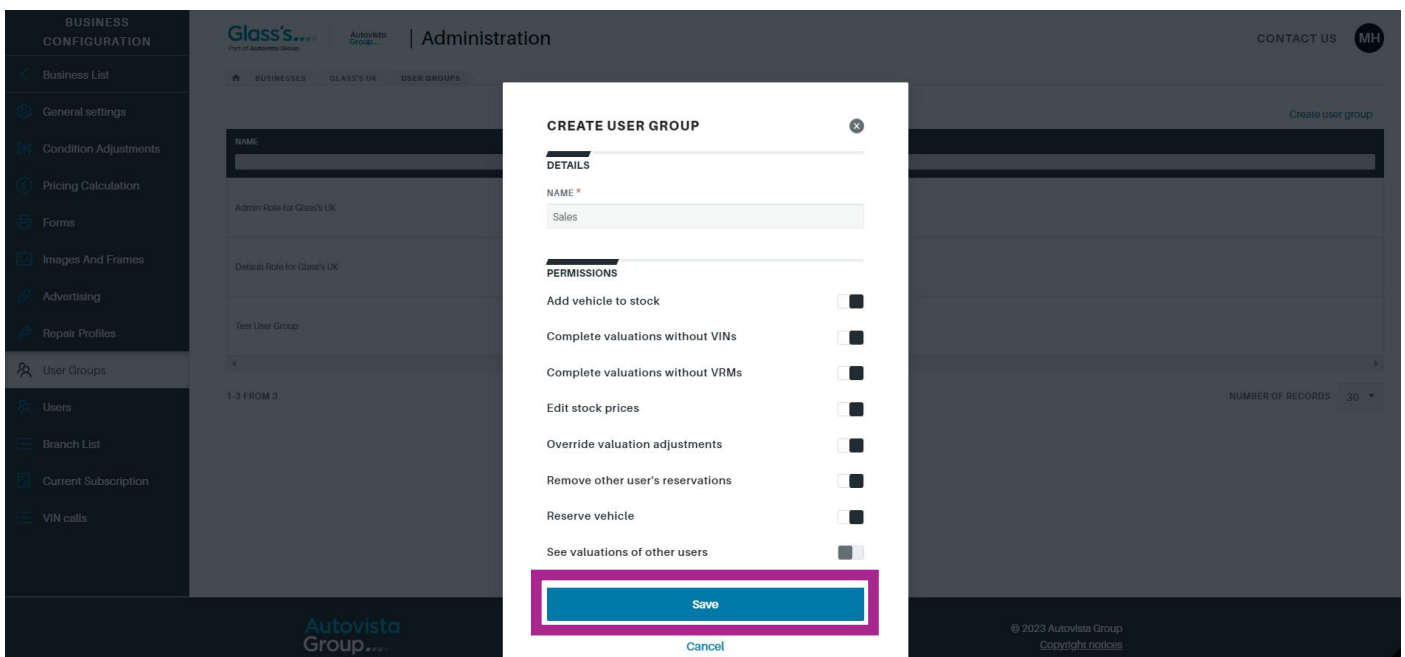 BUSINESS
CONFIGURATION
Business List
General settings
Condition Adjustments
Pricing Calculation
Forms
Images And Frames
Advertising
Repair Profiles
User Groups
Users
Branch List
Current Subscription
VIN calls
Glass's....
Part of Autovista Group
Autovista
Group....
| Administration
CONTACT US
MH
BUSINESSES
GLASS'S UK
USER GROUPS
Create user group
NAME
Admin Role for Glass's UK
Default Role for Glass's UK
Test User Group
1-3 FROM 3
NUMBER OF RECORDS 30
CREATE USER GROUP
DETAILS
NAME *
Sales
PERMISSIONS
Add vehicle to stock
Complete valuations without VINs
Complete valuations without VRMs
Edit stock prices
Override valuation adjustments
Remove other user's reservations
Reserve vehicle
See valuations of other users
Save
Cancel
Autovista
Group....
© 2023 Autovista Group
Copyright notices